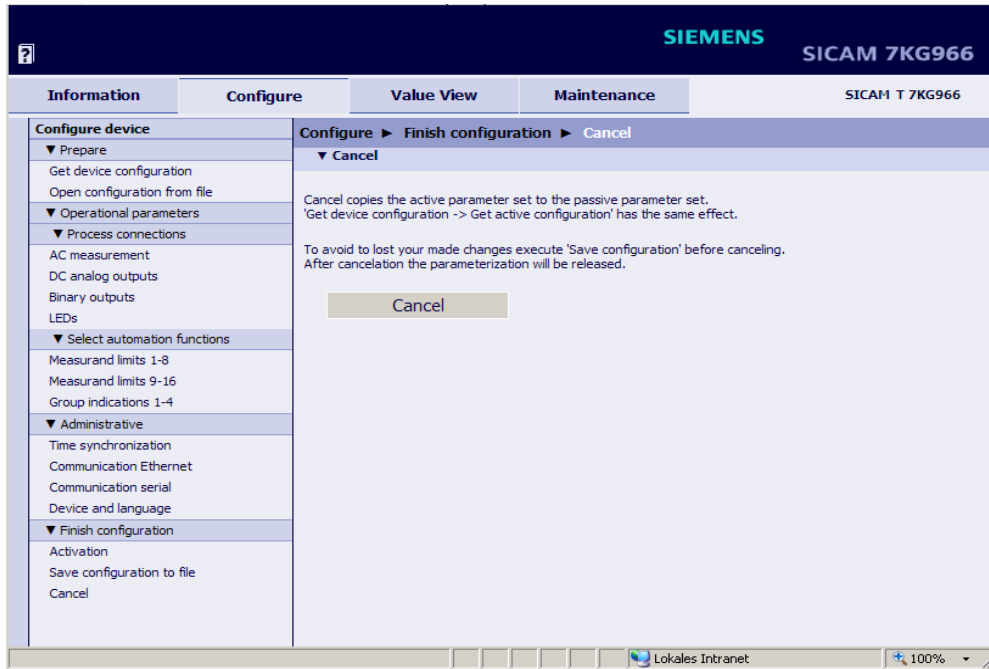 SIEMENS
?
SICAM 7KG966
Information
Configure
Value View
Maintenance
SICAM T 7KG966
Configure device
▼ Prepare
Get device configuration
Open configuration from file
▼ Operational parameters
▼ Process connections
AC measurement
DC analog outputs
Binary outputs
LEDs
▼ Select automation functions
Measurand limits 1-8
Measurand limits 9-16
Group indications 1-4
▼ Administrative
Time synchronization
Communication Ethernet
Communication serial
Device and language
▼ Finish configuration
Activation
Save configuration to file
Cancel
Configure ► Finish configuration ► Cancel
▼ Cancel
Cancel copies the active parameter set to the passive parameter set.
'Get device configuration -> Get active configuration' has the same effect.
To avoid to lost your made changes execute 'Save configuration' before canceling.
After cancelation the parameterization will be released.
Cancel
Lokales Intranet
100%